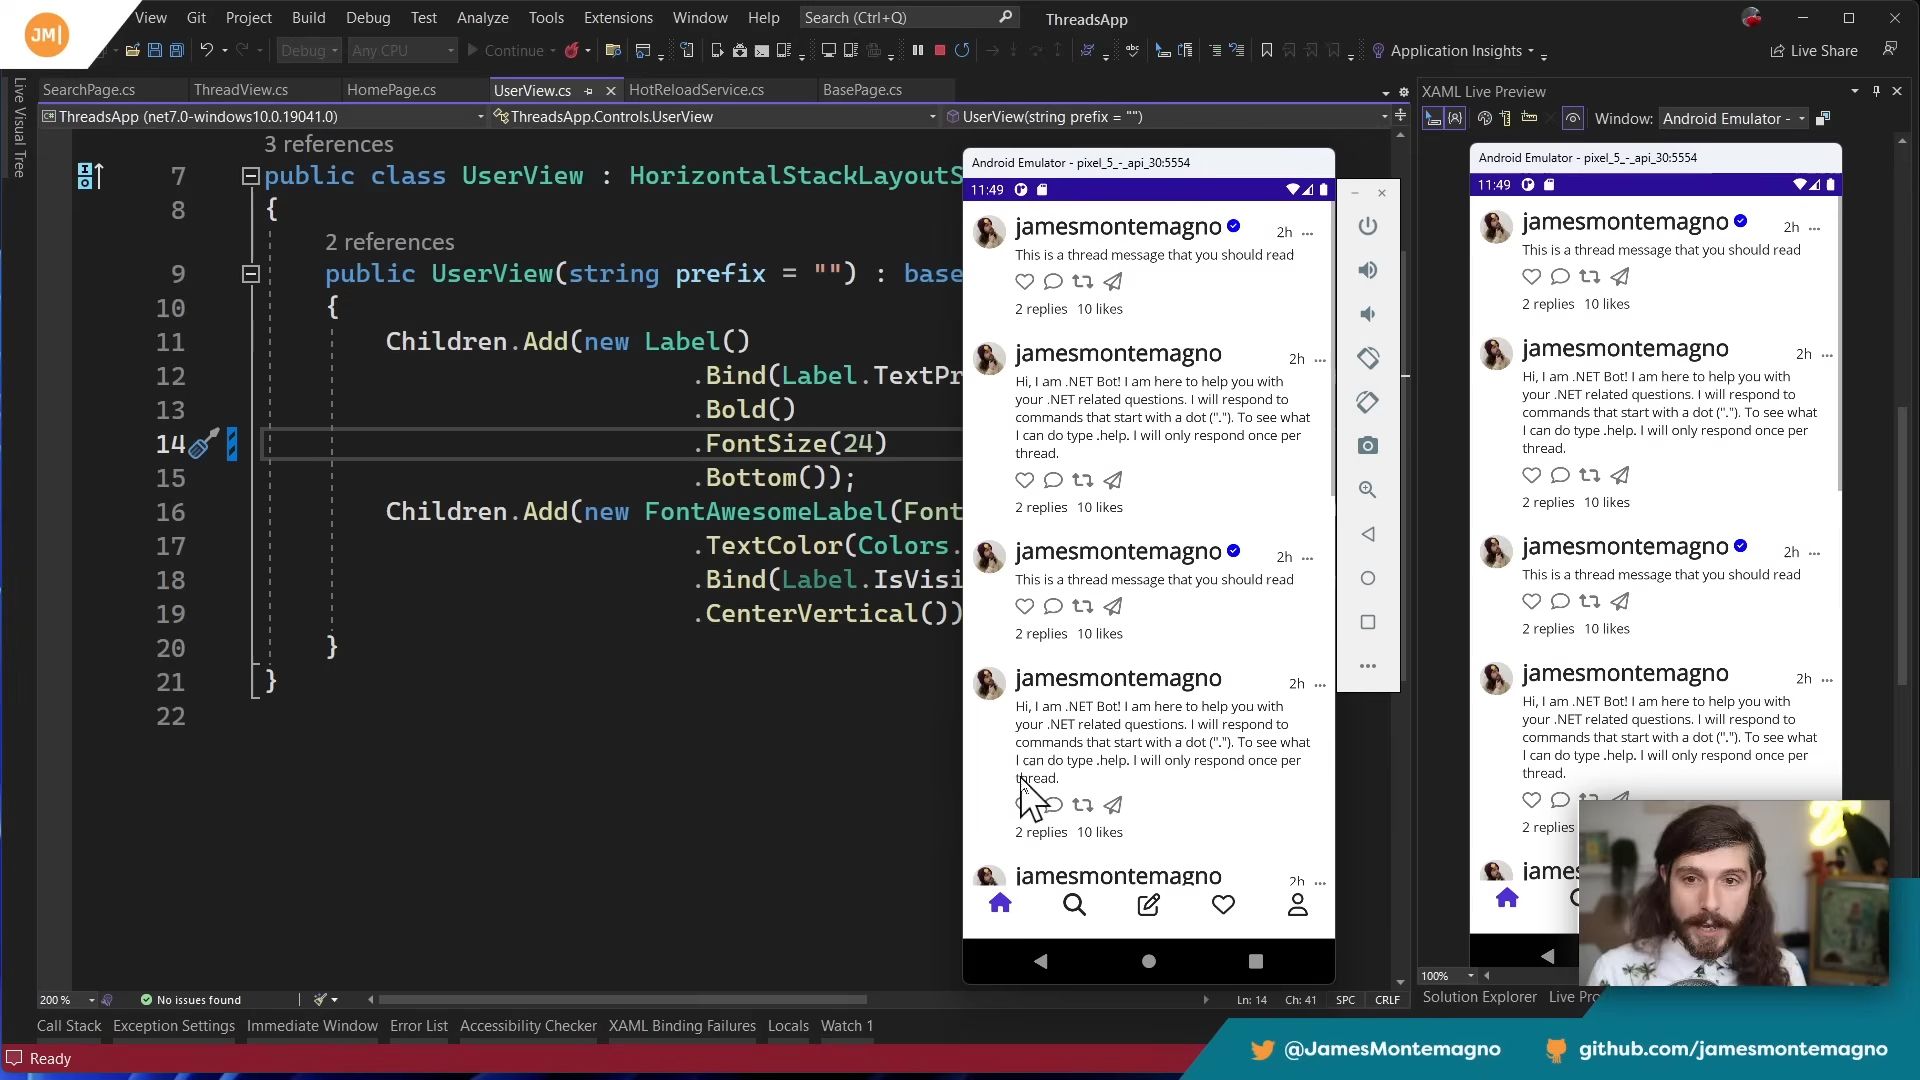 JM|
View Git Project Build Debug Test Analyze Tools Extensions Window Help Search (Ctrl+Q) ThreadsApp
Debug Any CPU Continue Application Insights Live Share
SearchPage.cs ThreadView.cs HomePage.cs UserView.cs HotReloadService.cs BasePage.cs
ThreadsApp (net7.0-windows10.0.19041.0) ThreadsApp.Controls.UserView UserView(string prefix = "")
Live Visual Tree
3 references
7 public class UserView : HorizontalStackLayoutS
8 {
2 references
9 public UserView(string prefix = "") : base
10 {
11 Children.Add(new Label()
12 .Bind(Label.TextPr
13 .Bold()
14 .FontSize(24)
15 .Bottom());
16 Children.Add(new FontAwesomeLabel(Font
17 .TextColor(Colors.
18 .Bind(Label.IsVisi
19 .CenterVertical())
20 }
21 }
22
Android Emulator - pixel_5_-_api_30:5554
11:49
jamesmontemagno 2h ...
This is a thread message that you should read
2 replies 10 likes
jamesmontemagno 2h ...
Hi, I am .NET Bot! I am here to help you with
your .NET related questions. I will respond to
commands that start with a dot ("."). To see what
I can do type .help. I will only respond once per
thread.
2 replies 10 likes
jamesmontemagno 2h ...
This is a thread message that you should read
2 replies 10 likes
jamesmontemagno 2h ...
Hi, I am .NET Bot! I am here to help you with
your .NET related questions. I will respond to
commands that start with a dot ("."). To see what
I can do type .help. I will only respond once per
thread.
2 replies 10 likes
jamesmontemagno 2h ...
XAML Live Preview
Window: Android Emulator -
Android Emulator - pixel_5_-_api_30:5554
11:49
jamesmontemagno 2h ...
This is a thread message that you should read
2 replies 10 likes
jamesmontemagno 2h ...
Hi, I am .NET Bot! I am here to help you with
your .NET related questions. I will respond to
commands that start with a dot ("."). To see what
I can do type .help. I will only respond once per
thread.
2 replies 10 likes
jamesmontemagno 2h ...
This is a thread message that you should read
2 replies 10 likes
jamesmontemagno 2h ...
Hi, I am .NET Bot! I am here to help you with
your .NET related questions. I will respond to
commands that start with a dot ("."). To see what
I can do type .help. I will only respond once per
thread.
2 replies
jame
100%
Solution Explorer Live Pro
200 % No issues found Ln: 14 Ch: 41 SPC CRLF
Call Stack Exception Settings Immediate Window Error List Accessibility Checker XAML Binding Failures Locals Watch 1
Ready
@JamesMontemagno github.com/jamesmontemagno